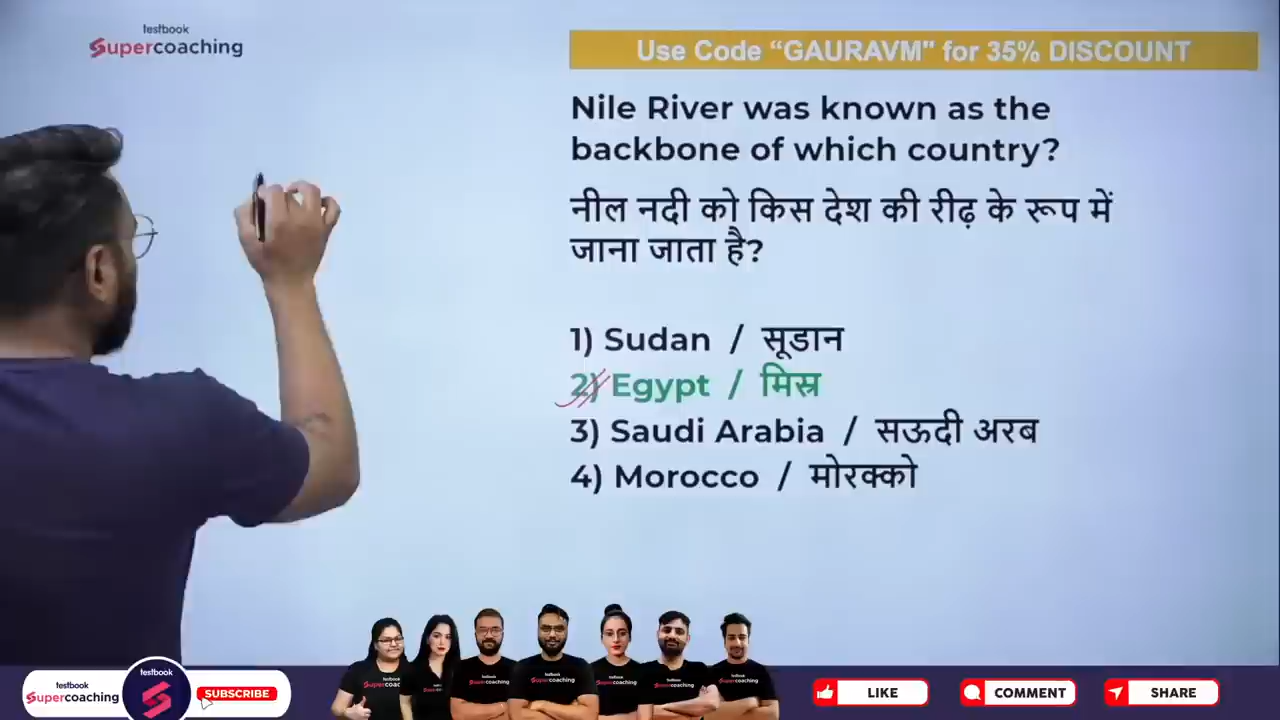 testbook
Supercoaching
Use Code “GAURAVM" for 35% DISCOUNT
Nile River was known as the
backbone of which country?
नील नदी को किस देश की रीढ़ के रूप में
जाना जाता है?
1) Sudan / सूडान
2) Egypt / मिस्र
3) Saudi Arabia / सऊदी अरब
4) Morocco / मोरक्को
testbook
Supercoaching
testbook
SUBSCRIBE
LIKE
COMMENT
SHARE